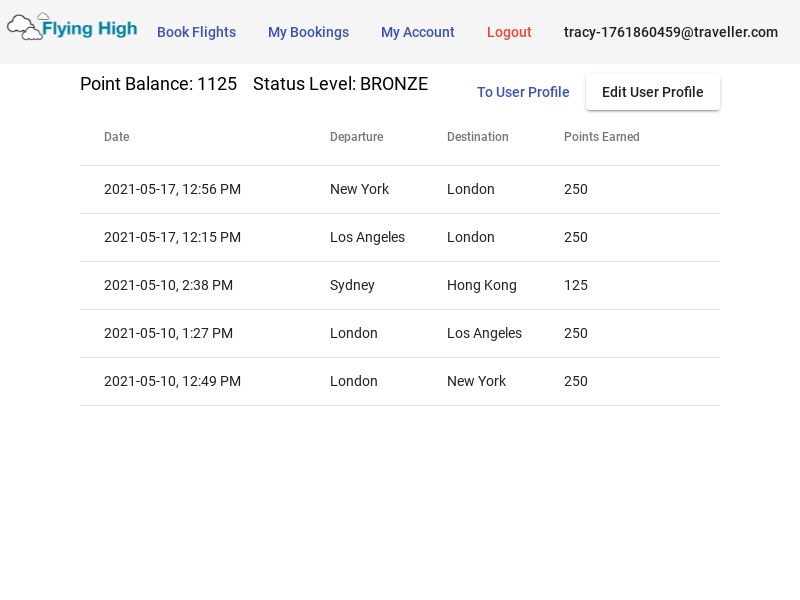 Flying High Book Flights My Bookings My Account Logout tracy-1761860459@traveller.com
Point Balance: 1125 Status Level: BRONZE To User Profile Edit User Profile
Date Departure Destination Points Earned
2021-05-17, 12:56 PM New York London 250
2021-05-17, 12:15 PM Los Angeles London 250
2021-05-10, 2:38 PM Sydney Hong Kong 125
2021-05-10, 1:27 PM London Los Angeles 250
2021-05-10, 12:49 PM London New York 250